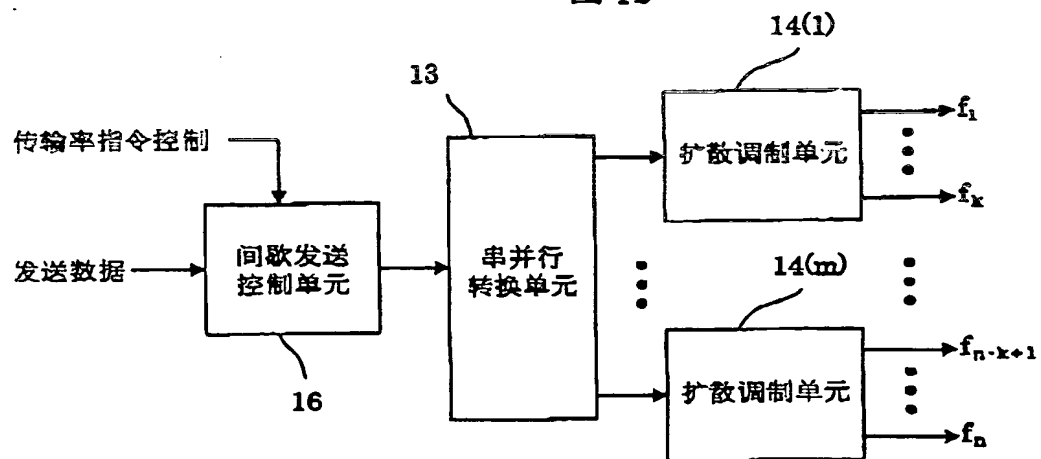 14(1)
13
传输率指令控制
扩散调制单元
f₁
fₖ
发送数据
间歇发送
控制单元
串并行
转换单元
14(m)
16
扩散调制单元
fₙ₋ₖ₊₁
fₙ